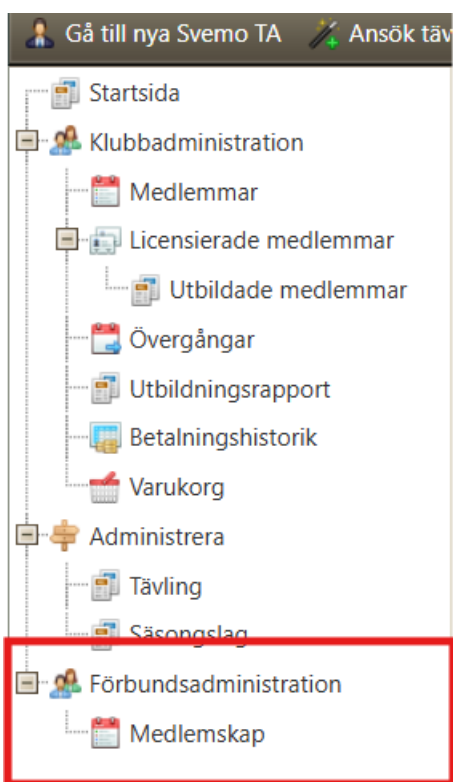 Gå till nya Svemo TA Ansök täv
Startsida
Klubbadministration
Medlemmar
Licensierade medlemmar
Utbildade medlemmar
Övergångar
Utbildningsrapport
Betalningshistorik
Varukorg
Administrera
Tävling
Säsongslag
Förbundsadministration
Medlemskap